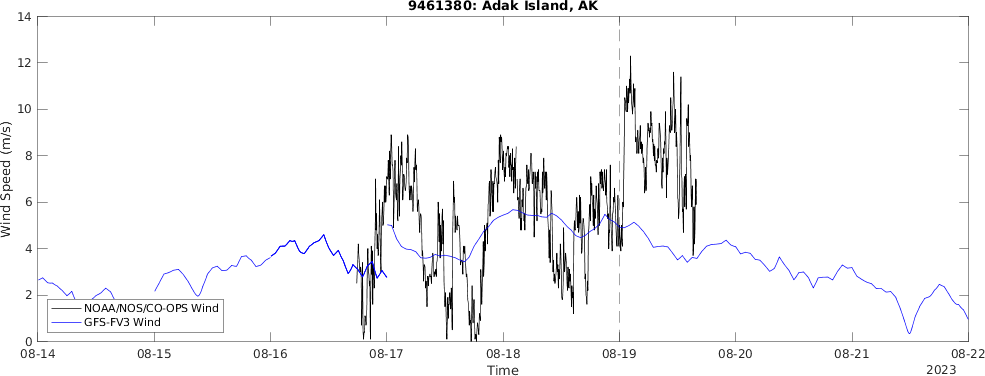 9461380: Adak Island, AK
14
12
10
8
6
4
2
0
Wind Speed (m/s)
NOAA/NOS/CO-OPS Wind
GFS-FV3 Wind
08-14 08-15 08-16 08-17 08-18 08-19 08-20 08-21 08-22
Time
2023